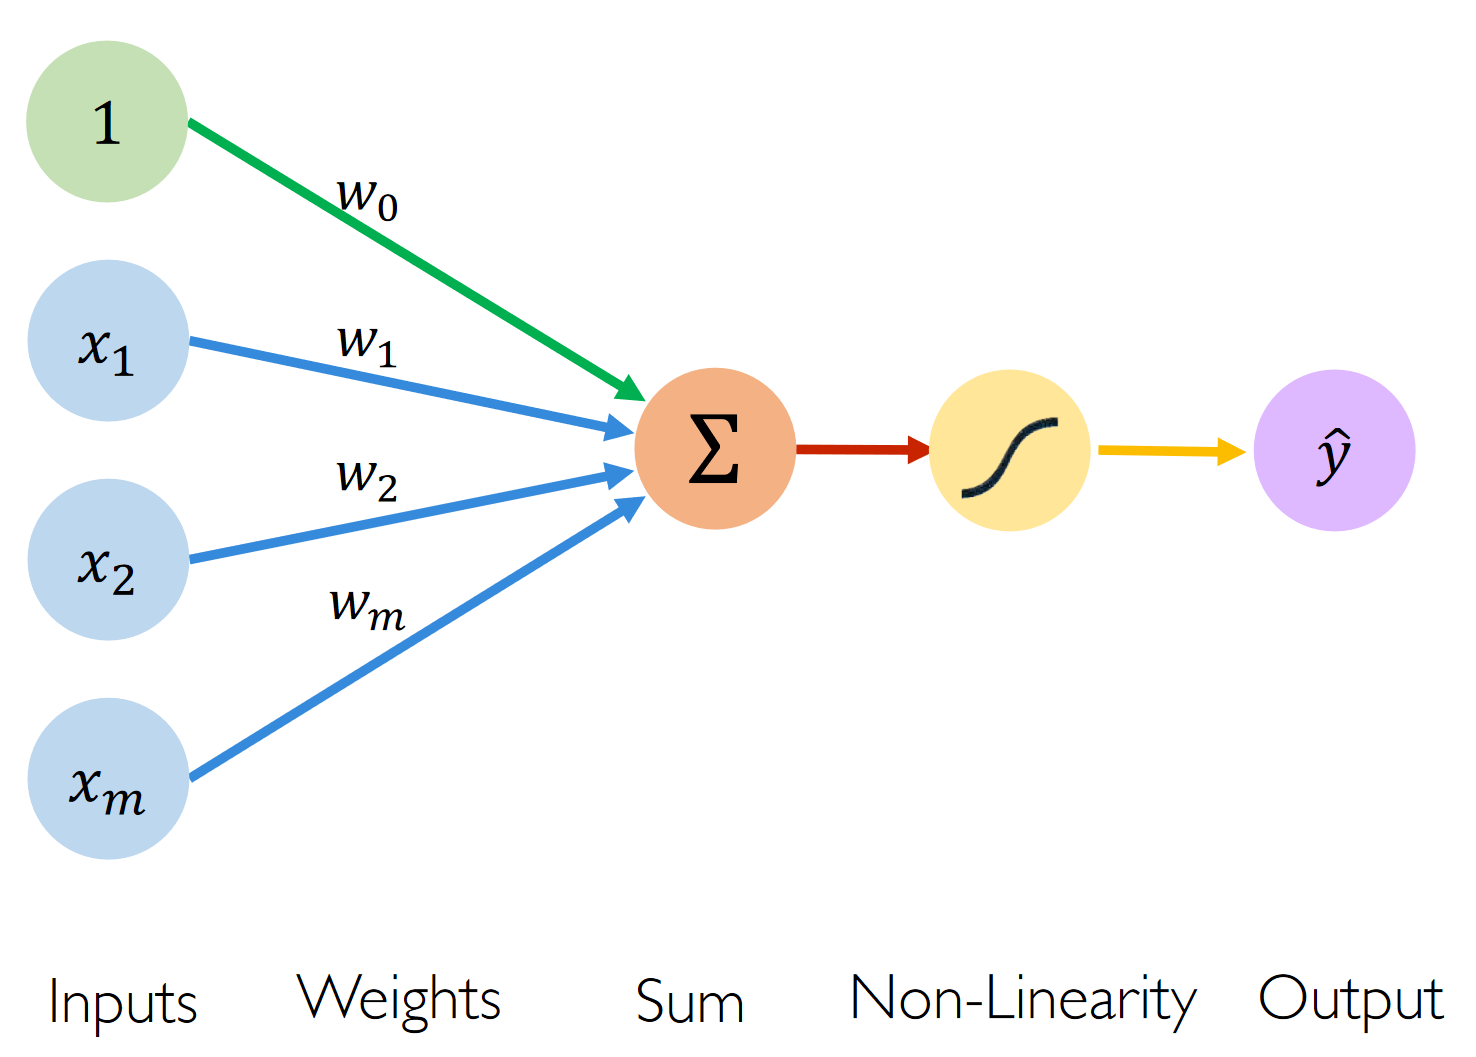 1
w₀
x₁
w₁
x₂
w₂
xₘ
wₘ
Σ
ŷ
Inputs Weights Sum Non-Linearity Output